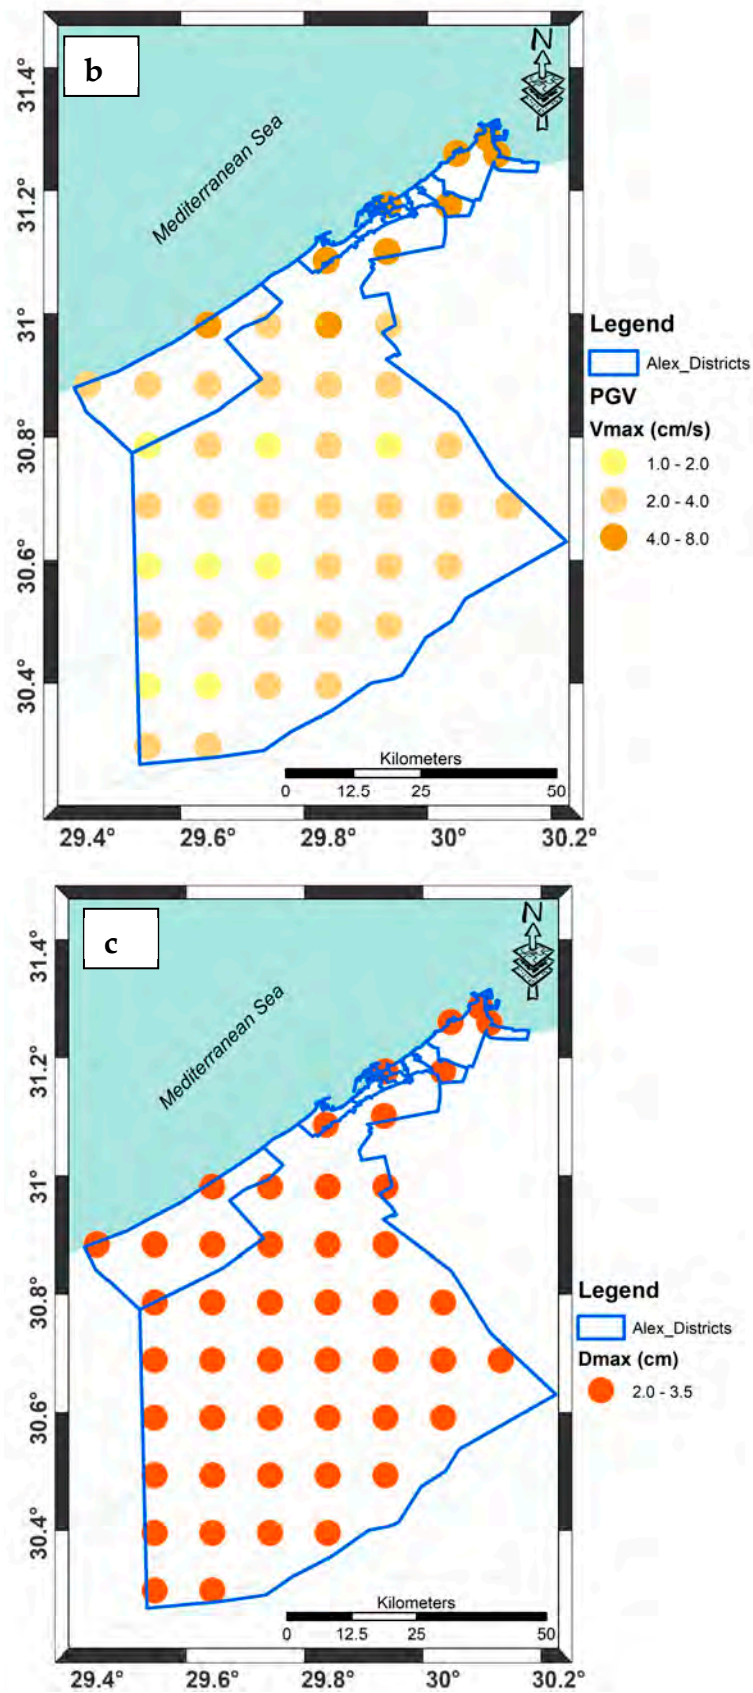 b
N
Mediterranean Sea
31.4°
31.2°
31°
30.8°
30.6°
30.4°
Legend
Alex_Districts
PGV
Vmax (cm/s)
1.0 - 2.0
2.0 - 4.0
4.0 - 8.0
Kilometers
0 12.5 25 50
29.4° 29.6° 29.8° 30° 30.2°
c
N
Mediterranean Sea
31.4°
31.2°
31°
30.8°
30.6°
30.4°
Legend
Alex_Districts
Dmax (cm)
2.0 - 3.5
Kilometers
0 12.5 25 50
29.4° 29.6° 29.8° 30° 30.2°